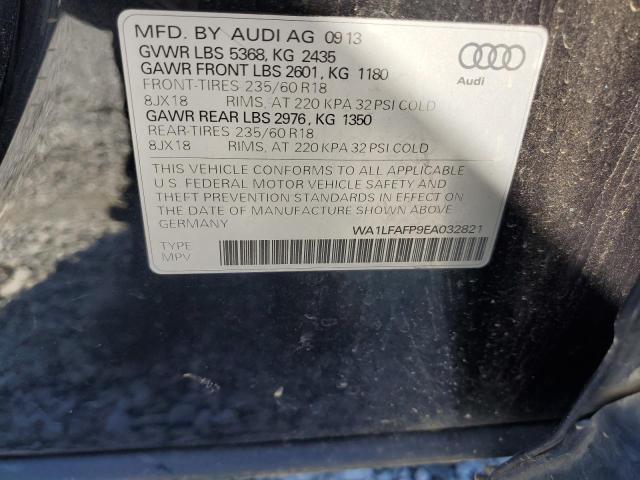 MFD. BY AUDI AG 09 13
GVWR LBS 5368, KG 2435
GAWR FRONT LBS 2601, KG 1180
FRONT-TIRES 235/60 R18
8JX18 RIMS, AT 220 KPA 32 PSI COLD
GAWR REAR LBS 2976, KG 1350
REAR-TIRES 235/60 R18
8JX18 RIMS, AT 220 KPA 32 PSI COLD
Audi
THIS VEHICLE CONFORMS TO ALL APPLICABLE
U.S. FEDERAL MOTOR VEHICLE SAFETY AND
THEFT PREVENTION STANDARDS IN EFFECT
ON THE DATE OF MANUFACTURE SHOWN ABOVE
GERMANY
WA1LFAFP9EA032821
TYPE
MPV